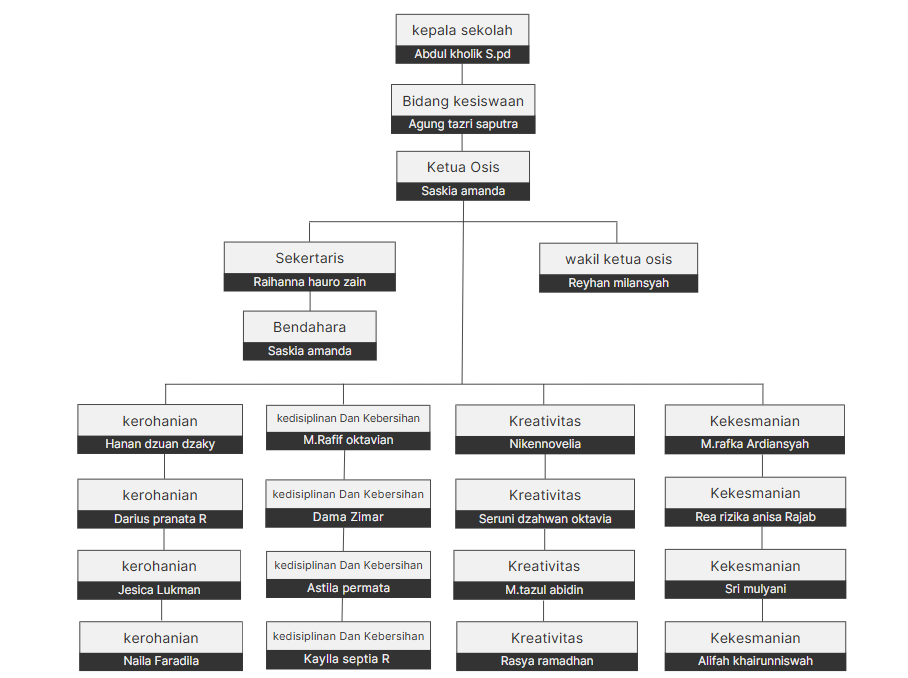 kepala sekolah
Abdul kholik S.pd
Bidang kesiswaan
Agung tazri saputra
Ketua Osis
Saskia amanda
Sekertaris
Raihanna hauro zain
wakil ketua osis
Reyhan milansyah
Bendahara
Saskia amanda
kerohanian
Hanan dzuan dzaky
kedisiplinan Dan Kebersihan
M.Rafif oktavian
Kreativitas
Nikennovelia
Kekesmanian
M.rafka Ardiansyah
kerohanian
Darius pranata R
kedisiplinan Dan Kebersihan
Dama Zimar
Kreativitas
Seruni dzahwan oktavia
Kekesmanian
Rea rizika anisa Rajab
kerohanian
Jesica Lukman
kedisiplinan Dan Kebersihan
Astila permata
Kreativitas
M.tazul abidin
Kekesmanian
Sri mulyani
kerohanian
Naila Faradila
kedisiplinan Dan Kebersihan
Kaylla septia R
Kreativitas
Rasya ramadhan
Kekesmanian
Alifah khairunniswah